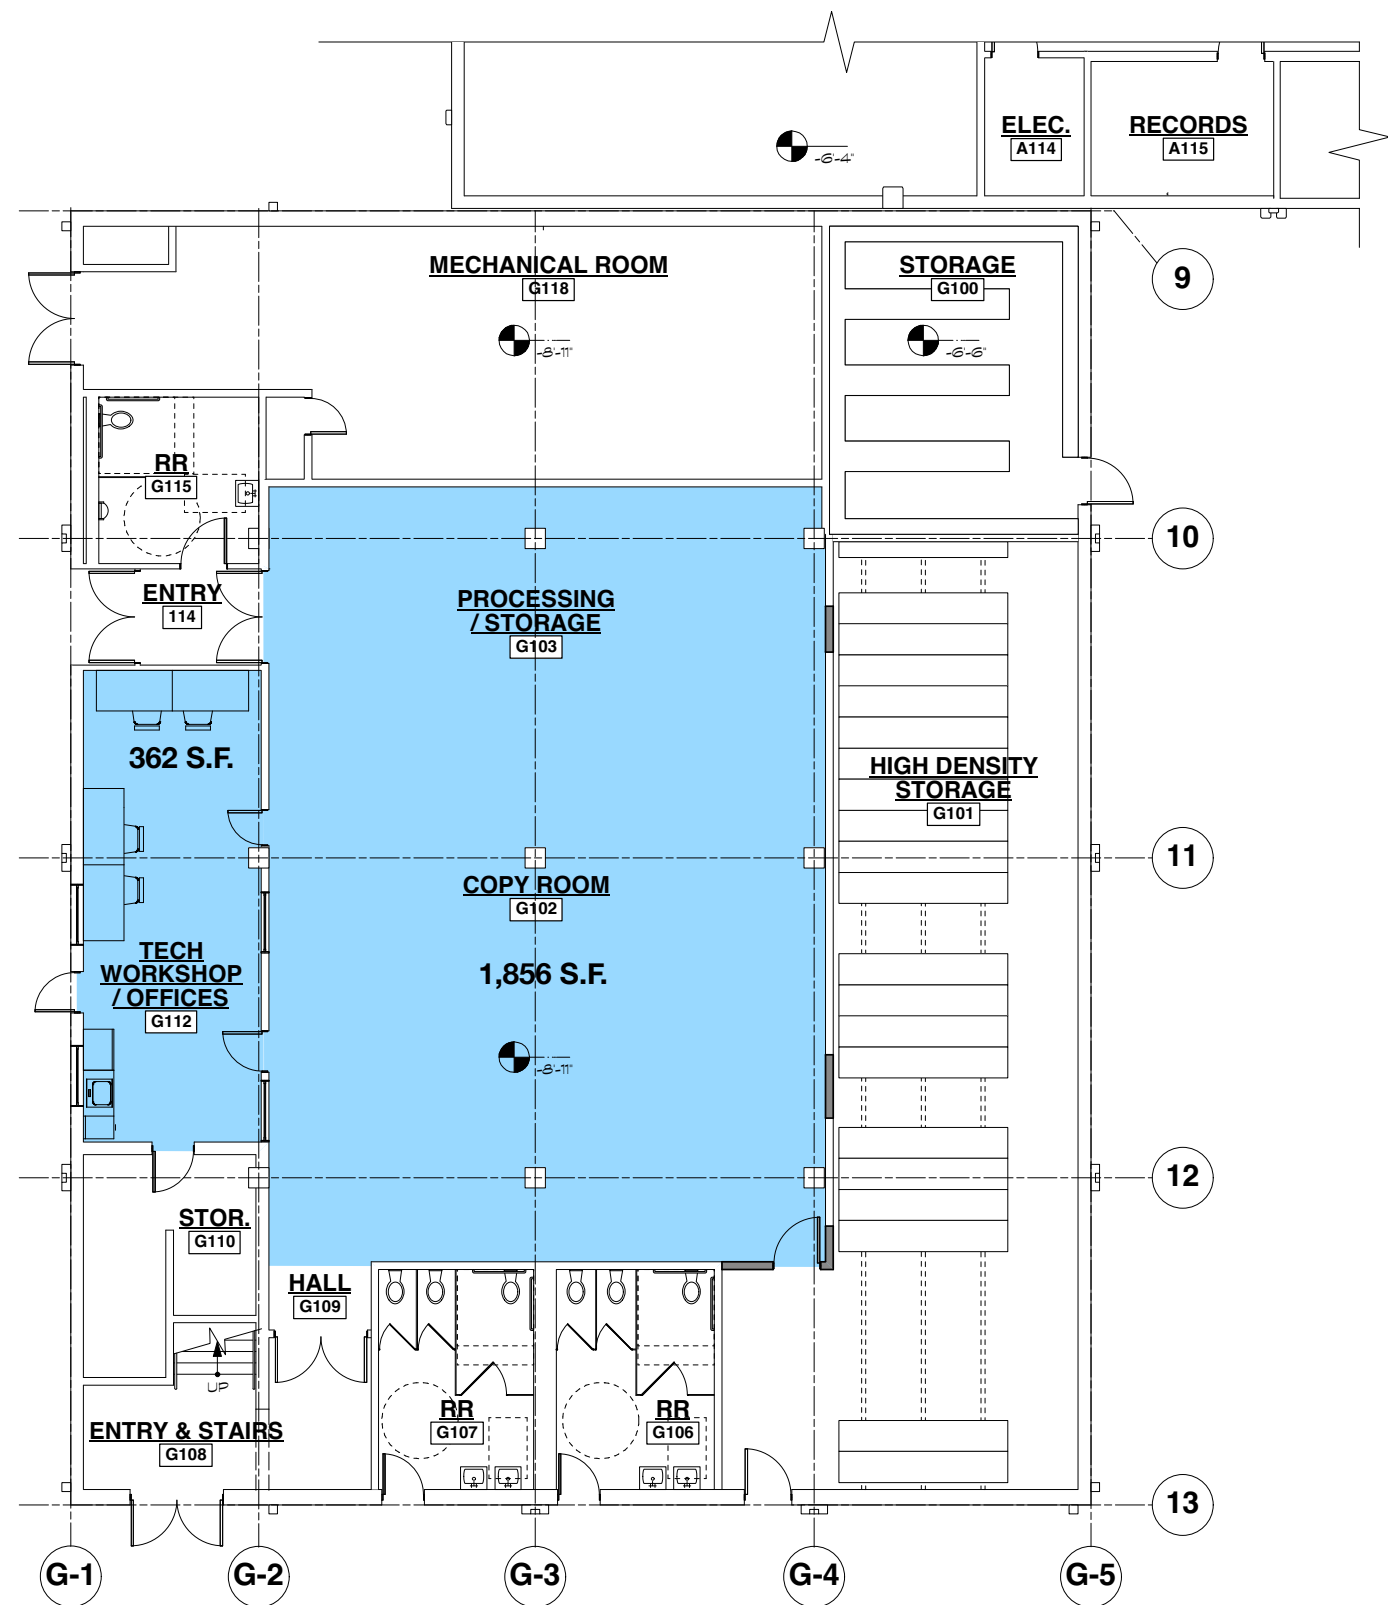 ELEC.
A114
RECORDS
A115
-6'-4"
MECHANICAL ROOM
G118
STORAGE
G100
9
-8'-11"
-6'-6"
RR
G115
10
ENTRY
114
PROCESSING
/ STORAGE
G103
362 S.F.
HIGH DENSITY
STORAGE
G101
11
COPY ROOM
G102
TECH
WORKSHOP
/ OFFICES
G112
1,856 S.F.
-8'-11"
12
STOR.
G110
HALL
G109
UP
RR
G107
RR
G106
ENTRY & STAIRS
G108
13
G-1
G-2
G-3
G-4
G-5